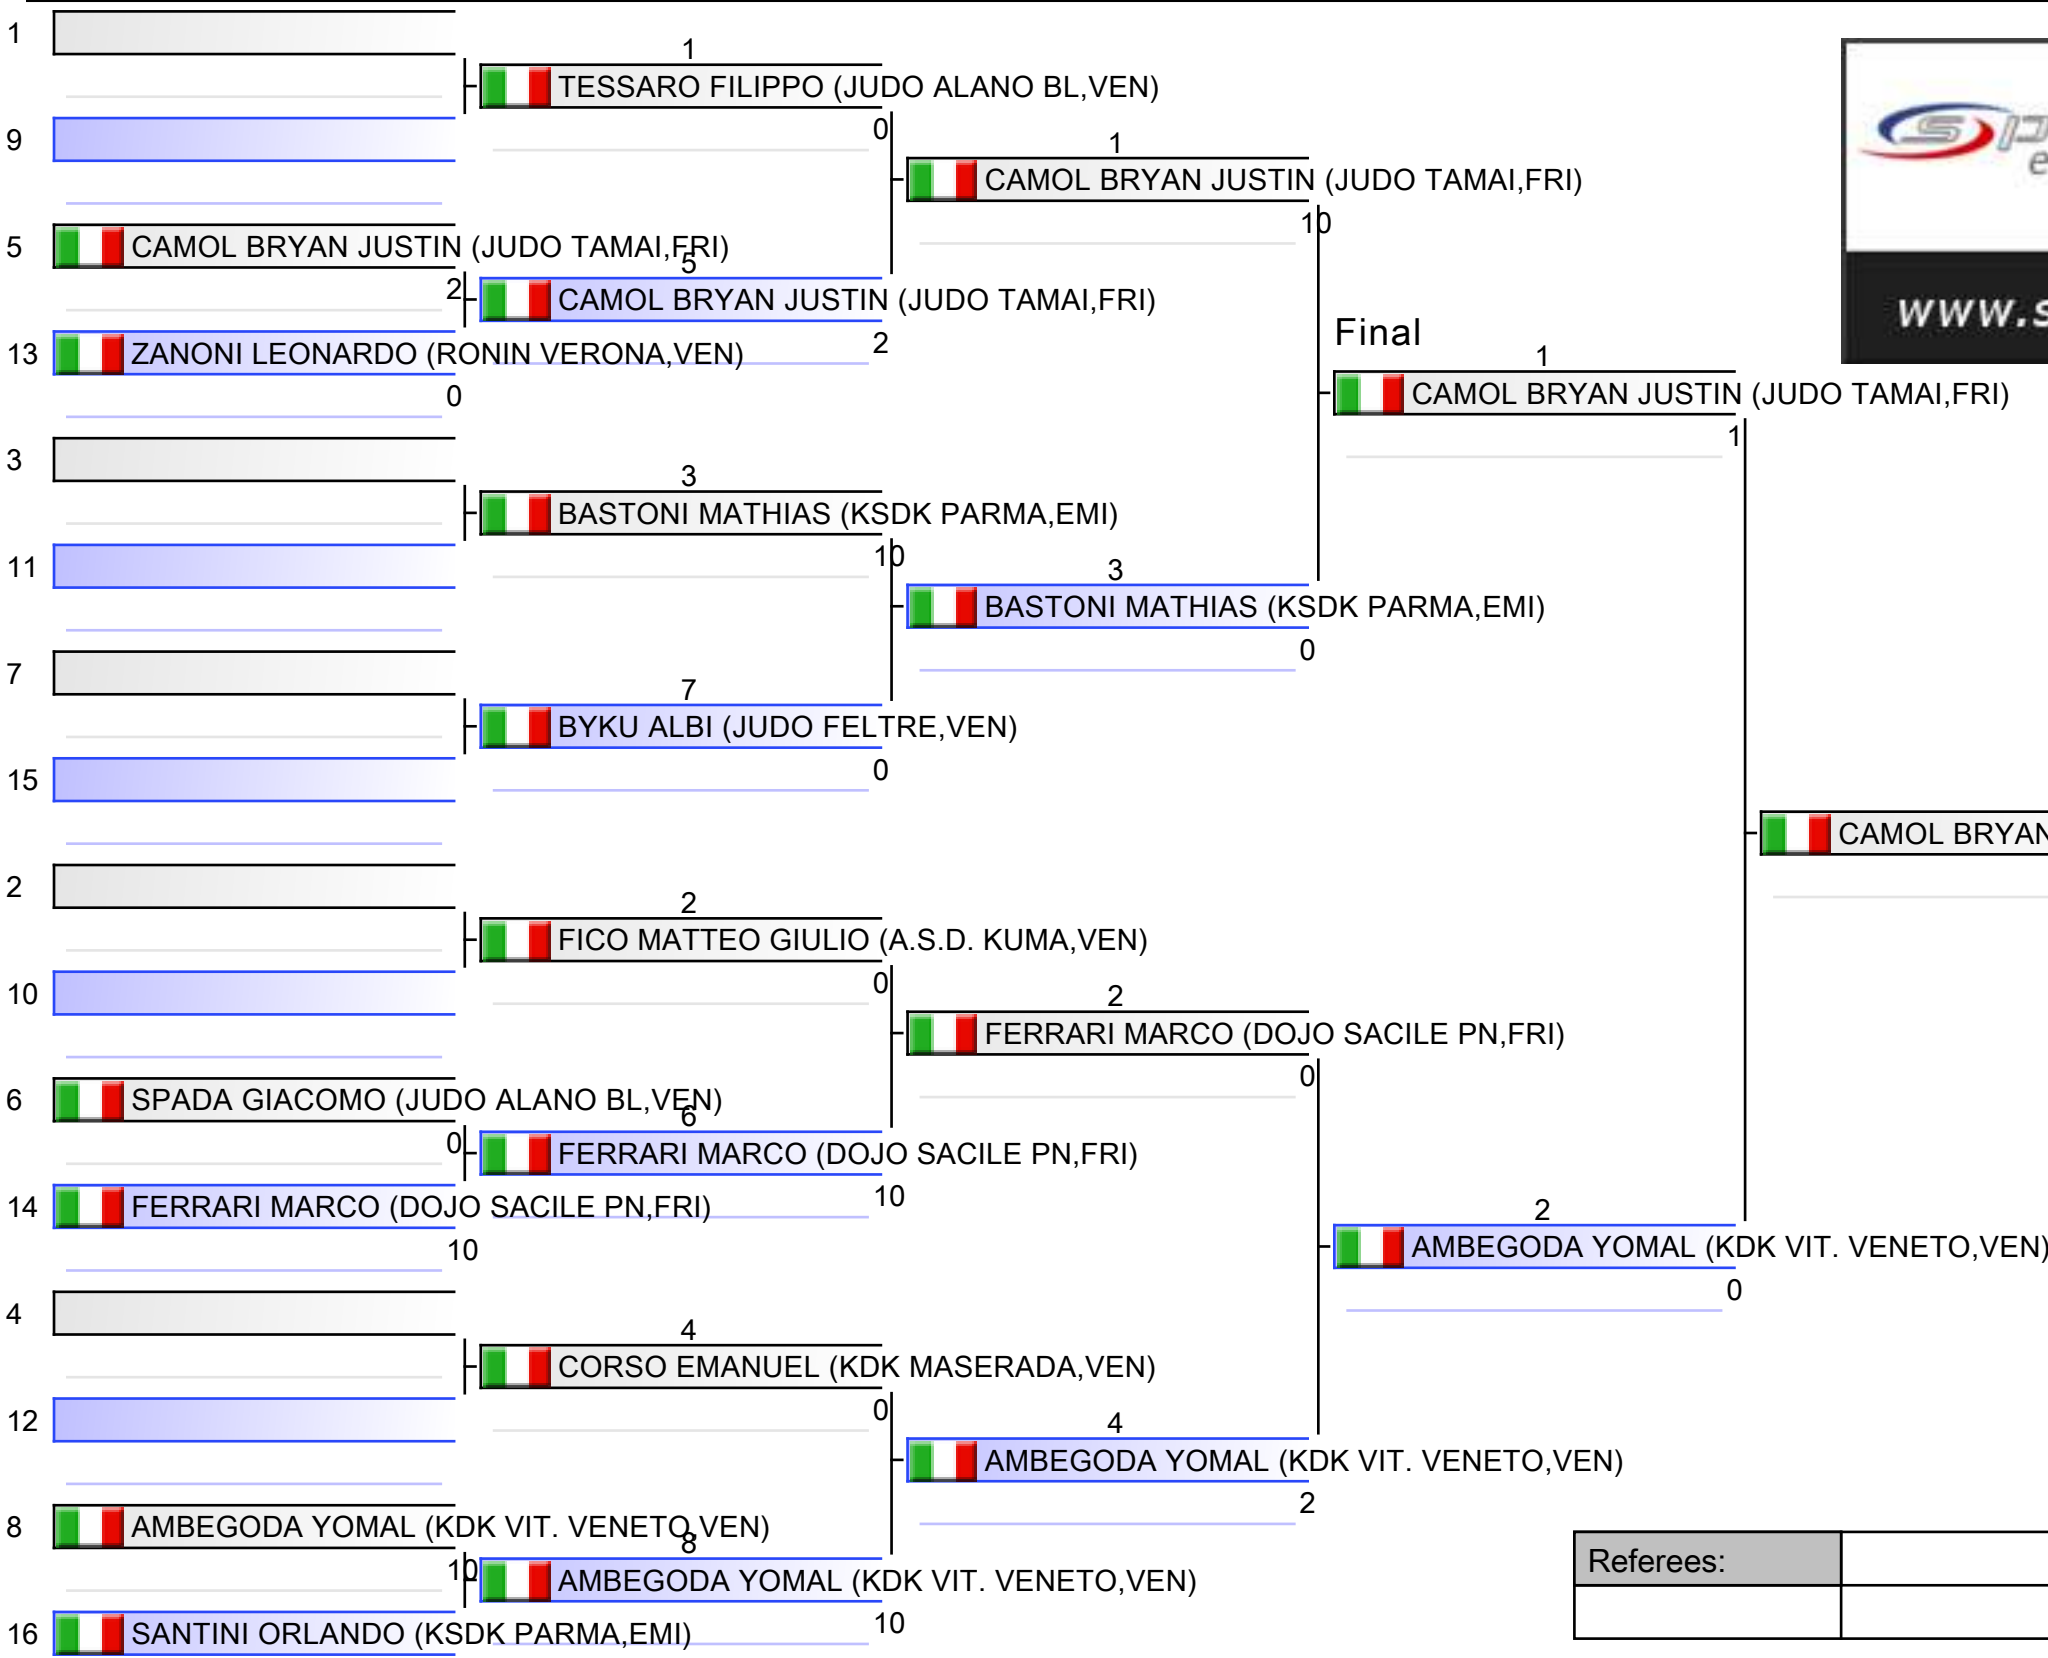 1
1
TESSARO FILIPPO (JUDO ALANO BL,VEN)
9
0
1
CAMOL BRYAN JUSTIN (JUDO TAMAI,FRI)
10
5
CAMOL BRYAN JUSTIN (JUDO TAMAI,FRI)
2
5
CAMOL BRYAN JUSTIN (JUDO TAMAI,FRI)
2
13
ZANONI LEONARDO (RONIN VERONA,VEN)
0
www.s
Final
1
CAMOL BRYAN JUSTIN (JUDO TAMAI,FRI)
1
3
3
BASTONI MATHIAS (KSDK PARMA,EMI)
10
11
3
BASTONI MATHIAS (KSDK PARMA,EMI)
0
7
7
BYKU ALBI (JUDO FELTRE,VEN)
0
15
CAMOL BRYAN
2
2
FICO MATTEO GIULIO (A.S.D. KUMA,VEN)
0
10
2
FERRARI MARCO (DOJO SACILE PN,FRI)
0
6
SPADA GIACOMO (JUDO ALANO BL,VEN)
0
6
FERRARI MARCO (DOJO SACILE PN,FRI)
10
14
FERRARI MARCO (DOJO SACILE PN,FRI)
10
2
AMBEGODA YOMAL (KDK VIT. VENETO,VEN)
0
4
4
CORSO EMANUEL (KDK MASERADA,VEN)
0
12
4
AMBEGODA YOMAL (KDK VIT. VENETO,VEN)
2
8
AMBEGODA YOMAL (KDK VIT. VENETO,VEN)
10
8
AMBEGODA YOMAL (KDK VIT. VENETO,VEN)
10
16
SANTINI ORLANDO (KSDK PARMA,EMI)
Referees: